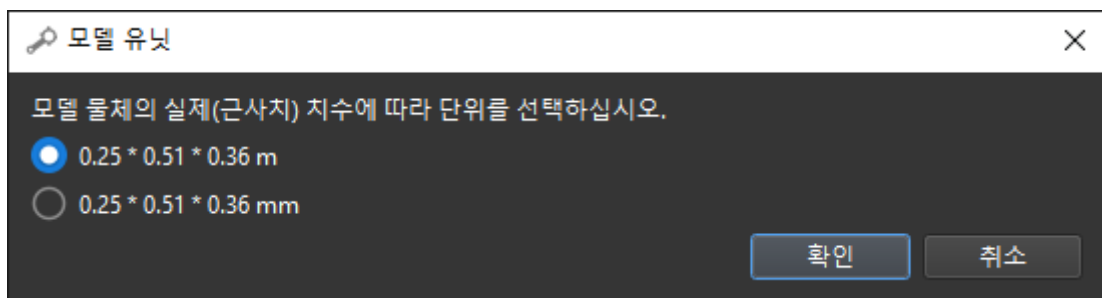 모델 유닛
모델 물체의 실제(근사치) 치수에 따라 단위를 선택하십시오.
0.25 * 0.51 * 0.36 m
0.25 * 0.51 * 0.36 mm
확인 취소